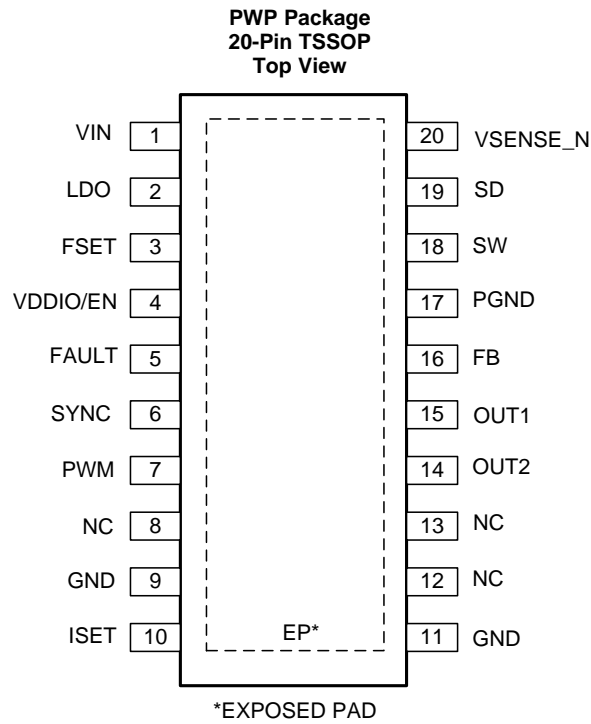 PWP Package
20-Pin TSSOP
Top View
VIN 1 20 VSENSE_N
LDO 2 19 SD
FSET 3 18 SW
VDDIO/EN 4 17 PGND
FAULT 5 16 FB
SYNC 6 15 OUT1
PWM 7 14 OUT2
NC 8 13 NC
GND 9 12 NC
ISET 10 EP* 11 GND
*EXPOSED PAD